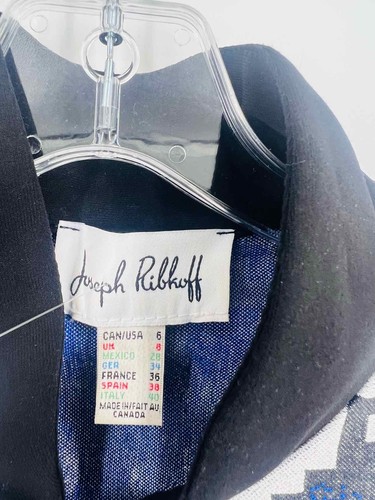 Joseph Ribkoff
CAN/USA 6
UK 8
MEXICO 28
GER 34
FRANCE 36
SPAIN 38
ITALY 40
MADE IN/FAIT AU
CANADA